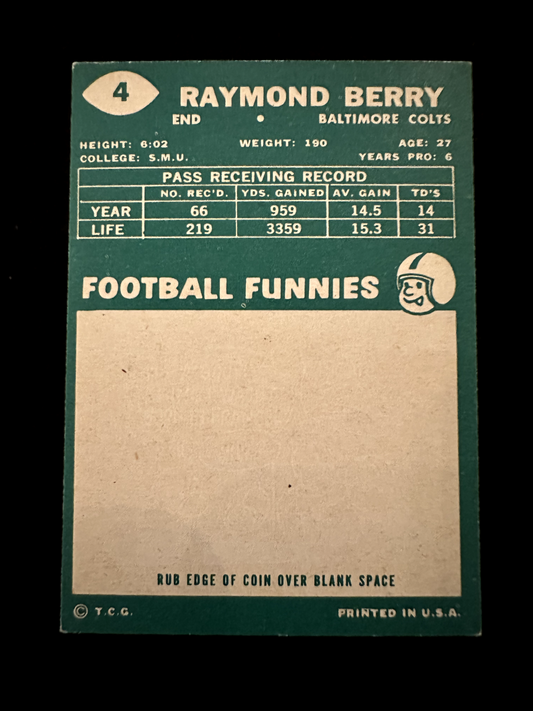 4
RAYMOND BERRY
END • BALTIMORE COLTS
HEIGHT: 6:02 WEIGHT: 190 AGE: 27
COLLEGE: S.M.U. YEARS PRO: 6
PASS RECEIVING RECORD
NO. REC'D. YDS. GAINED AV. GAIN TD'S
YEAR 66 959 14.5 14
LIFE 219 3359 15.3 31
FOOTBALL FUNNIES
RUB EDGE OF COIN OVER BLANK SPACE
© T.C.G. PRINTED IN U.S.A.